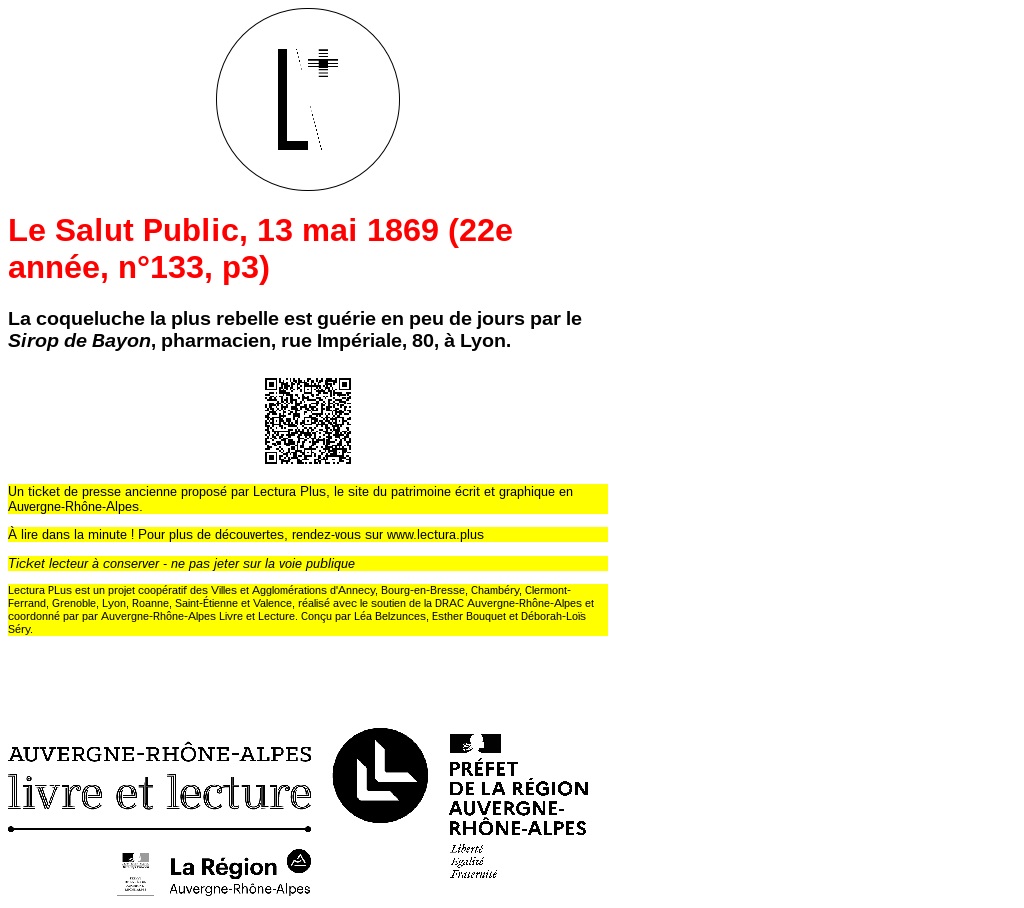 L+
Le Salut Public, 13 mai 1869 (22e
année, n°133, p3)
La coqueluche la plus rebelle est guérie en peu de jours par le
Sirop de Bayon, pharmacien, rue Impériale, 80, à Lyon.
Un ticket de presse ancienne proposé par Lectura Plus, le site du patrimoine écrit et graphique en
Auvergne-Rhône-Alpes.
À lire dans la minute ! Pour plus de découvertes, rendez-vous sur www.lectura.plus
Ticket lecteur à conserver - ne pas jeter sur la voie publique
Lectura PLus est un projet coopératif des Villes et Agglomérations d'Annecy, Bourg-en-Bresse, Chambéry, Clermont-
Ferrand, Grenoble, Lyon, Roanne, Saint-Étienne et Valence, réalisé avec le soutien de la DRAC Auvergne-Rhône-Alpes et
coordonné par par Auvergne-Rhône-Alpes Livre et Lecture. Conçu par Léa Belzunces, Esther Bouquet et Déborah-Loïs
Séry.
AUVERGNE-RHÔNE-ALPES
livre et lecture
La Région
Auvergne-Rhône-Alpes
PRÉFET
DE LA RÉGION
AUVERGNE-
RHÔNE-ALPES
Liberté
Égalité
Fraternité